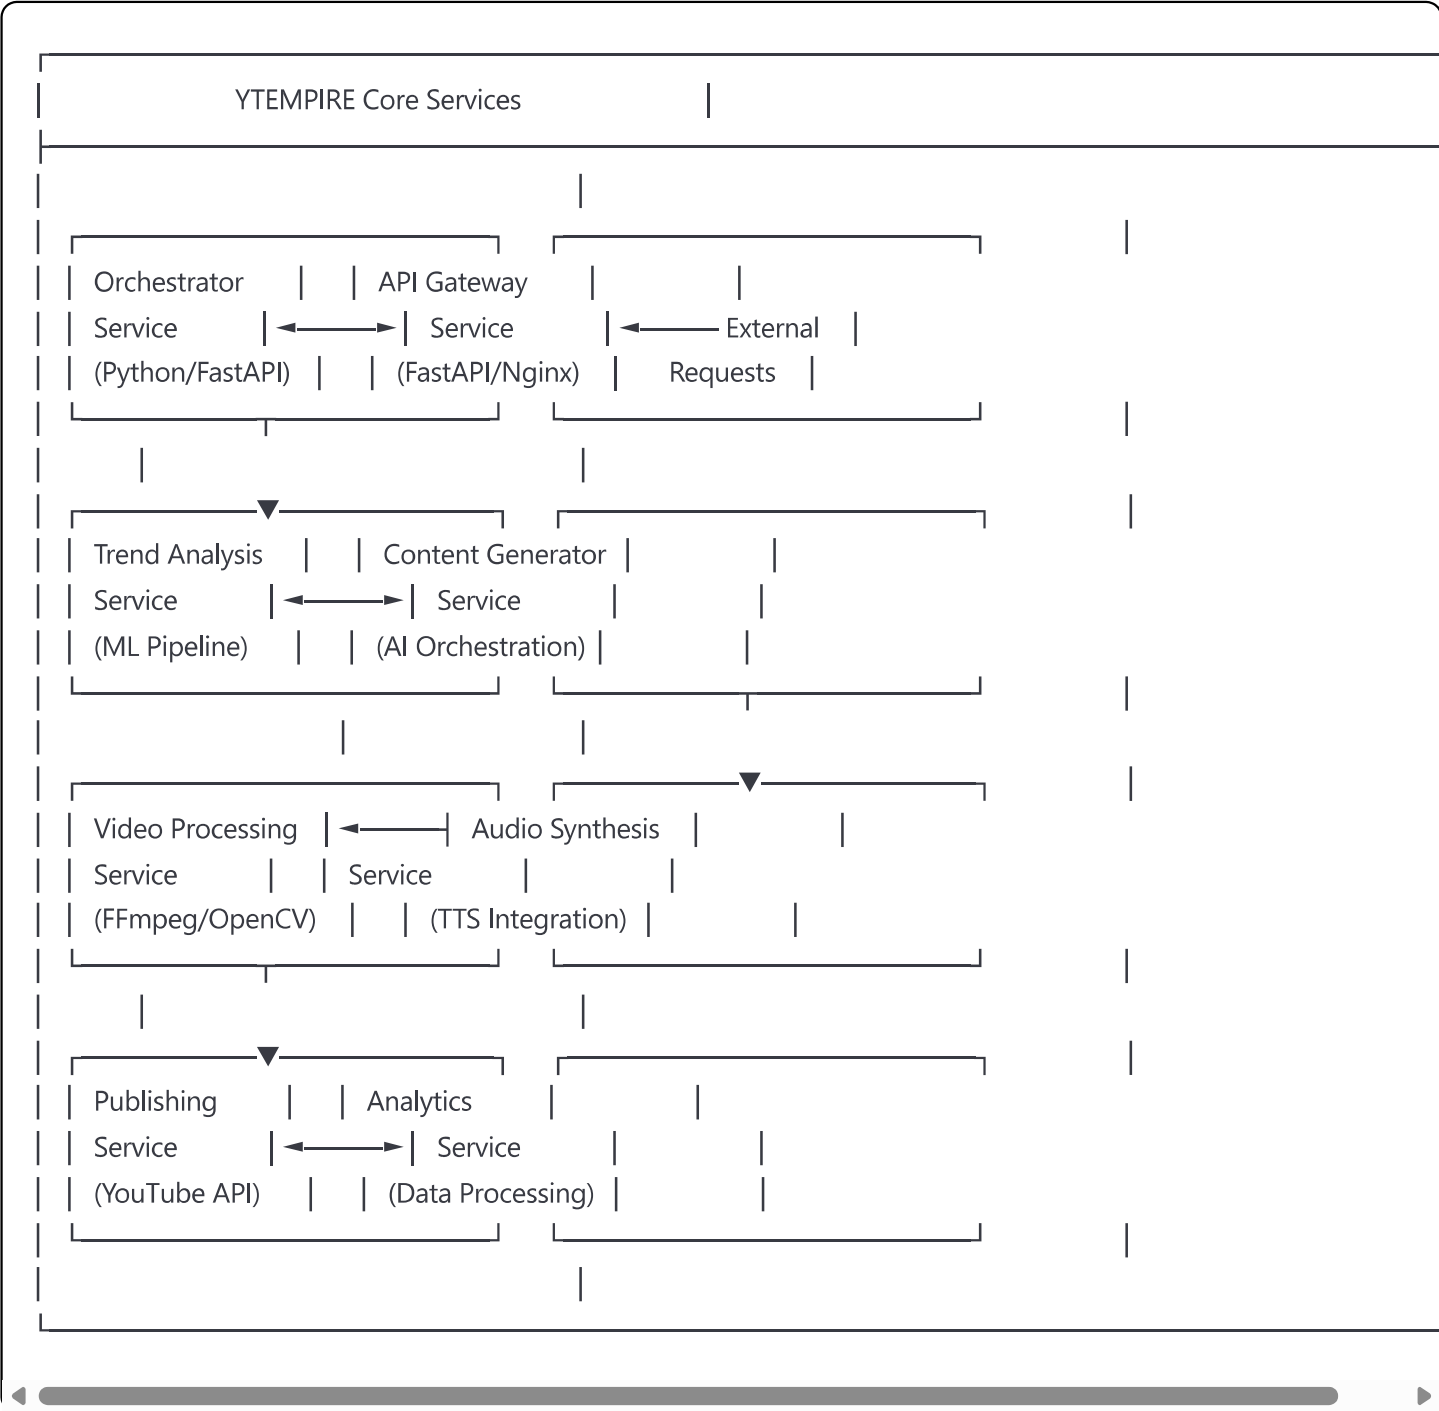 YTEMPIRE Core Services
Orchestrator API Gateway
Service Service External
(Python/FastAPI) (FastAPI/Nginx) Requests
Trend Analysis Content Generator
Service Service
(ML Pipeline) (AI Orchestration)
Video Processing Audio Synthesis
Service Service
(FFmpeg/OpenCV) (TTS Integration)
Publishing Analytics
Service Service
(YouTube API) (Data Processing)